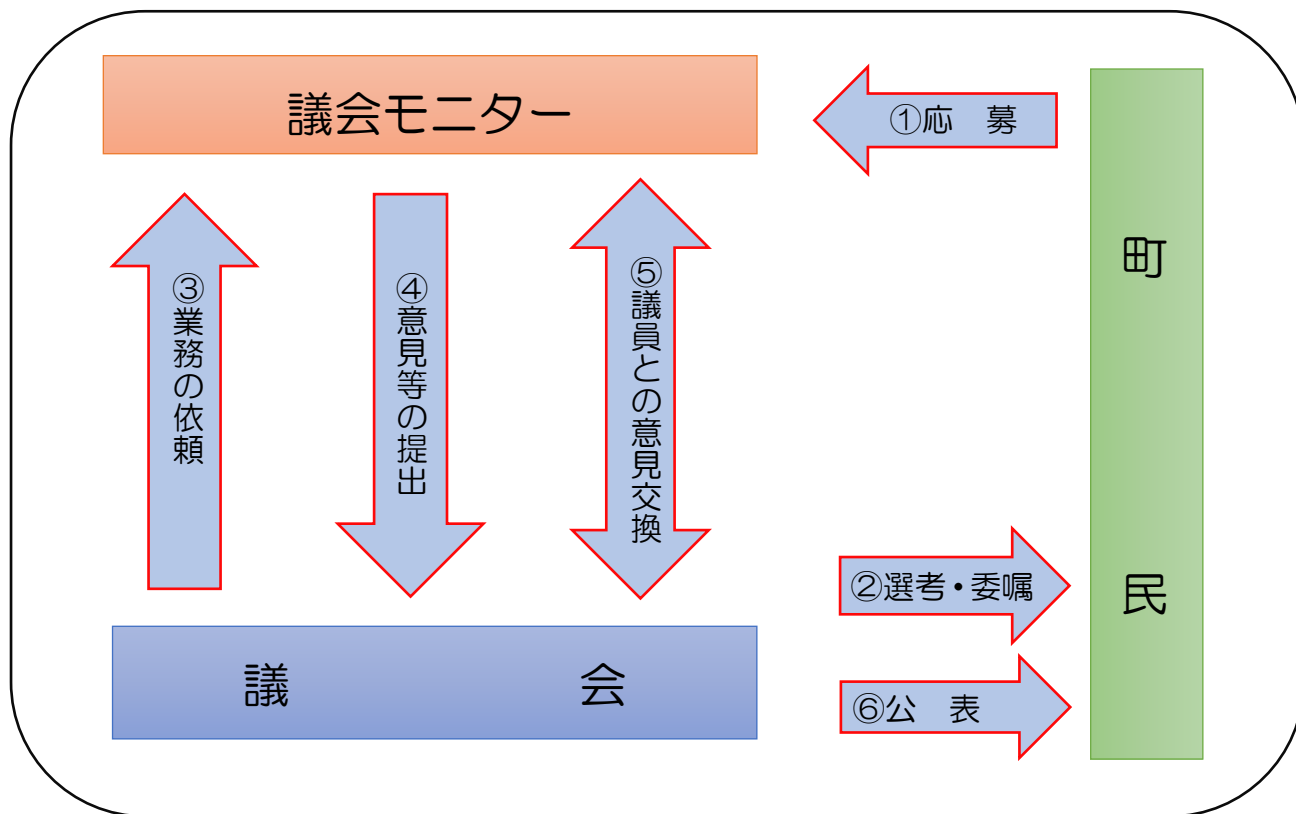 議会モニター
①応　募
町民
③業務の依頼
④意見等の提出
⑤議員との意見交換
②選考・委嘱
議　会
⑥公　表